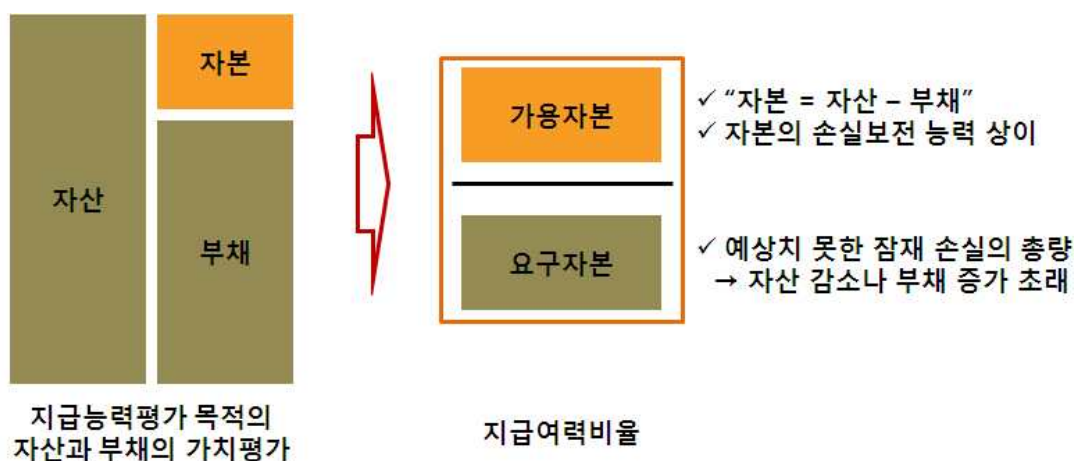 자산
자본
부채
지급능력평가 목적의
자산과 부채의 가치평가
가용자본
요구자본
지급여력비율
✓ “자본 = 자산 – 부채”
✓ 자본의 손실보전 능력 상이
✓ 예상치 못한 잠재 손실의 총량
→ 자산 감소나 부채 증가 초래